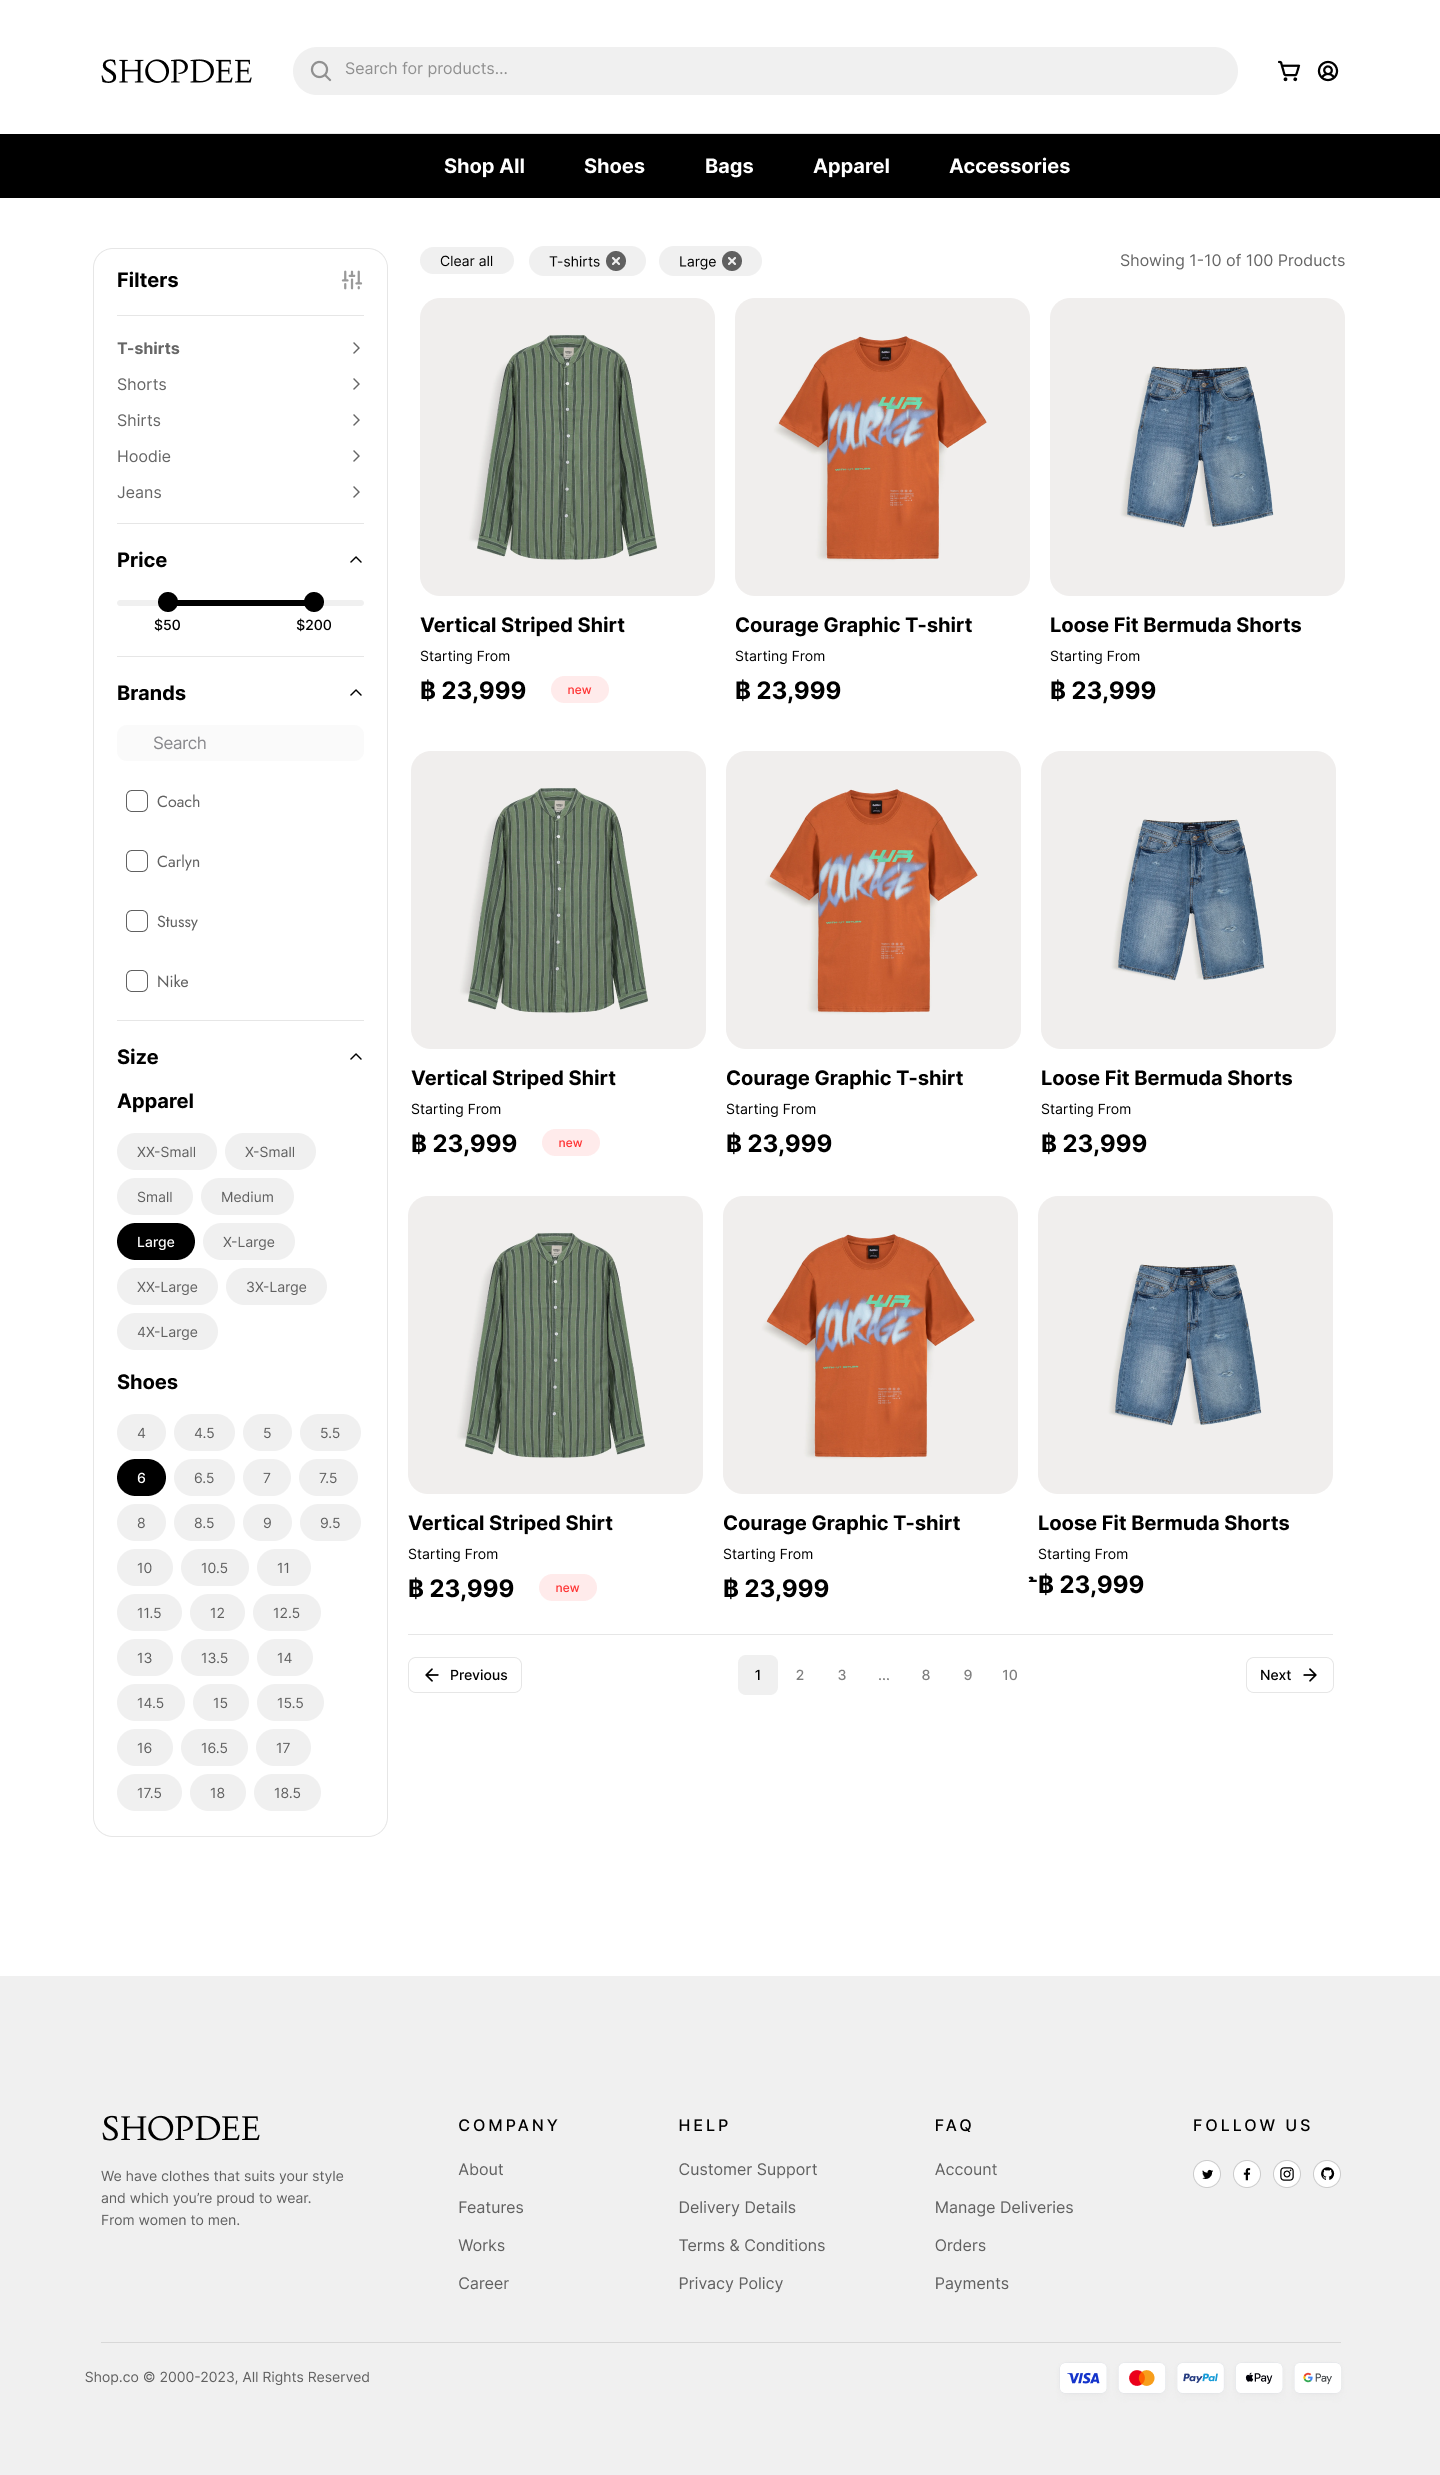 SHOPDEE
Search for products...
Shop All Shoes Bags Apparel Accessories
Filters
T-shirts
Shorts
Shirts
Hoodie
Jeans
Price
$50 $200
Brands
Search
Coach
Carlyn
Stussy
Nike
Size
Apparel
XX-Small X-Small
Small Medium
Large X-Large
XX-Large 3X-Large
4X-Large
Shoes
4 4.5 5 5.5
6 6.5 7 7.5
8 8.5 9 9.5
10 10.5 11
11.5 12 12.5
13 13.5 14
14.5 15 15.5
16 16.5 17
17.5 18 18.5
Clear all T-shirts Large Showing 1-10 of 100 Products
COURAGE
Vertical Striped Shirt Courage Graphic T-shirt Loose Fit Bermuda Shorts
Starting From Starting From Starting From
฿ 23,999 new ฿ 23,999 ฿ 23,999
COURAGE
Vertical Striped Shirt Courage Graphic T-shirt Loose Fit Bermuda Shorts
Starting From Starting From Starting From
฿ 23,999 new ฿ 23,999 ฿ 23,999
COURAGE
Vertical Striped Shirt Courage Graphic T-shirt Loose Fit Bermuda Shorts
Starting From Starting From Starting From
฿ 23,999 new ฿ 23,999 ฿ 23,999
Previous 1 2 3 ... 8 9 10 Next
SHOPDEE
We have clothes that suits your style
and which you're proud to wear.
From women to men.
COMPANY
About
Features
Works
Career
HELP
Customer Support
Delivery Details
Terms & Conditions
Privacy Policy
FAQ
Account
Manage Deliveries
Orders
Payments
FOLLOW US
Shop.co © 2000-2023, All Rights Reserved
VISA PayPal Pay G Pay